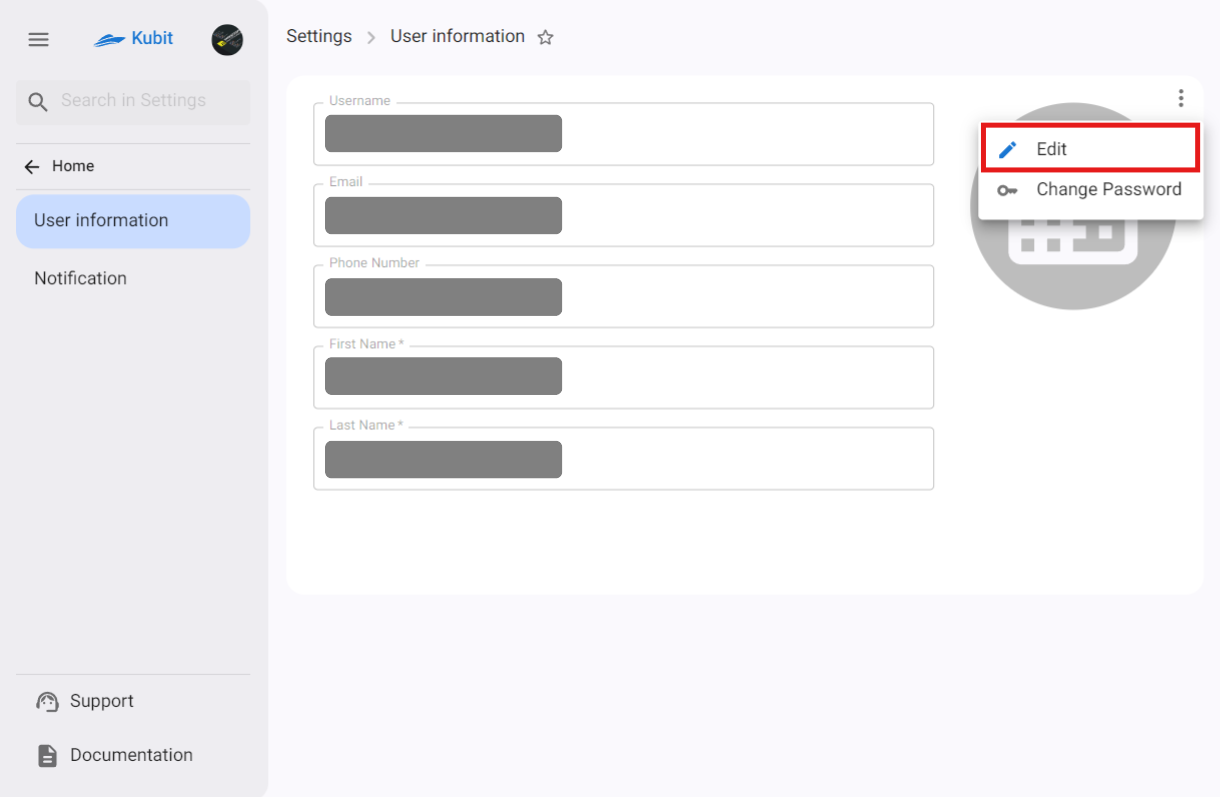 Kubit
Search in Settings
Home
User information
Notification
Support
Documentation
Settings > User information
Username
Email
Phone Number
First Name *
Last Name *
Edit
Change Password